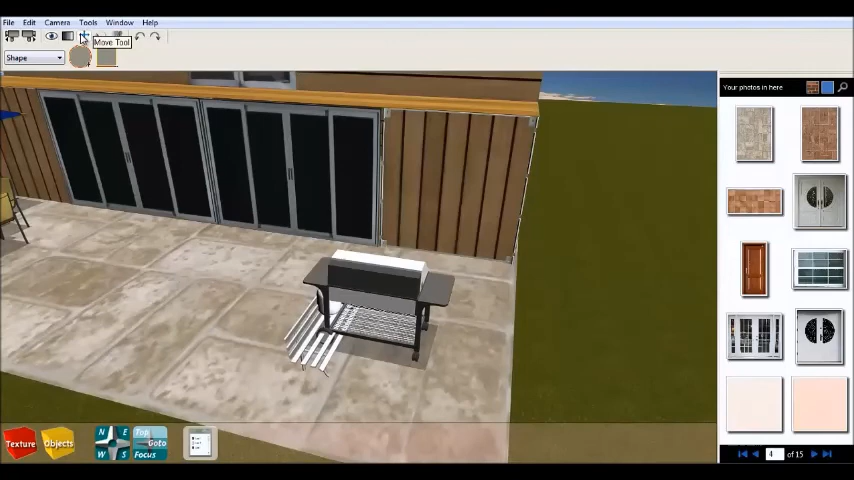 File Edit Camera Tools Window Help
Move Tool
Shape
Your photos in here
Texture
Objects
N E
W S
Top
Goto
Focus
4 of 15